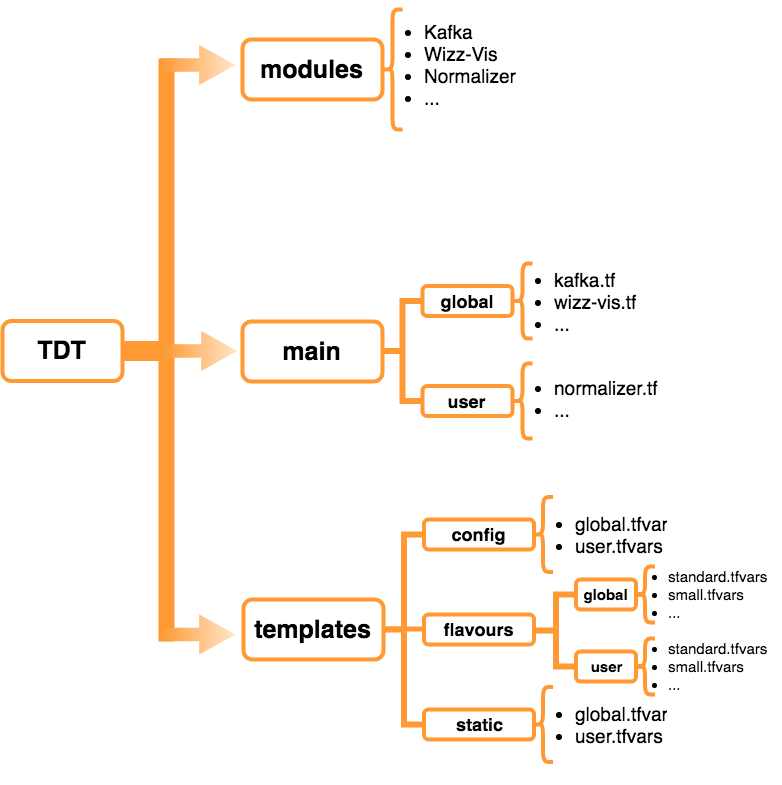 TDT
modules
• Kafka
• Wizz-Vis
• Normalizer
• ...
main
global
• kafka.tf
• wizz-vis.tf
• ...
user
• normalizer.tf
• ...
templates
config
• global.tfvar
• user.tfvars
flavours
global
• standard.tfvars
• small.tfvars
• ...
user
• standard.tfvars
• small.tfvars
• ...
static
• global.tfvar
• user.tfvars